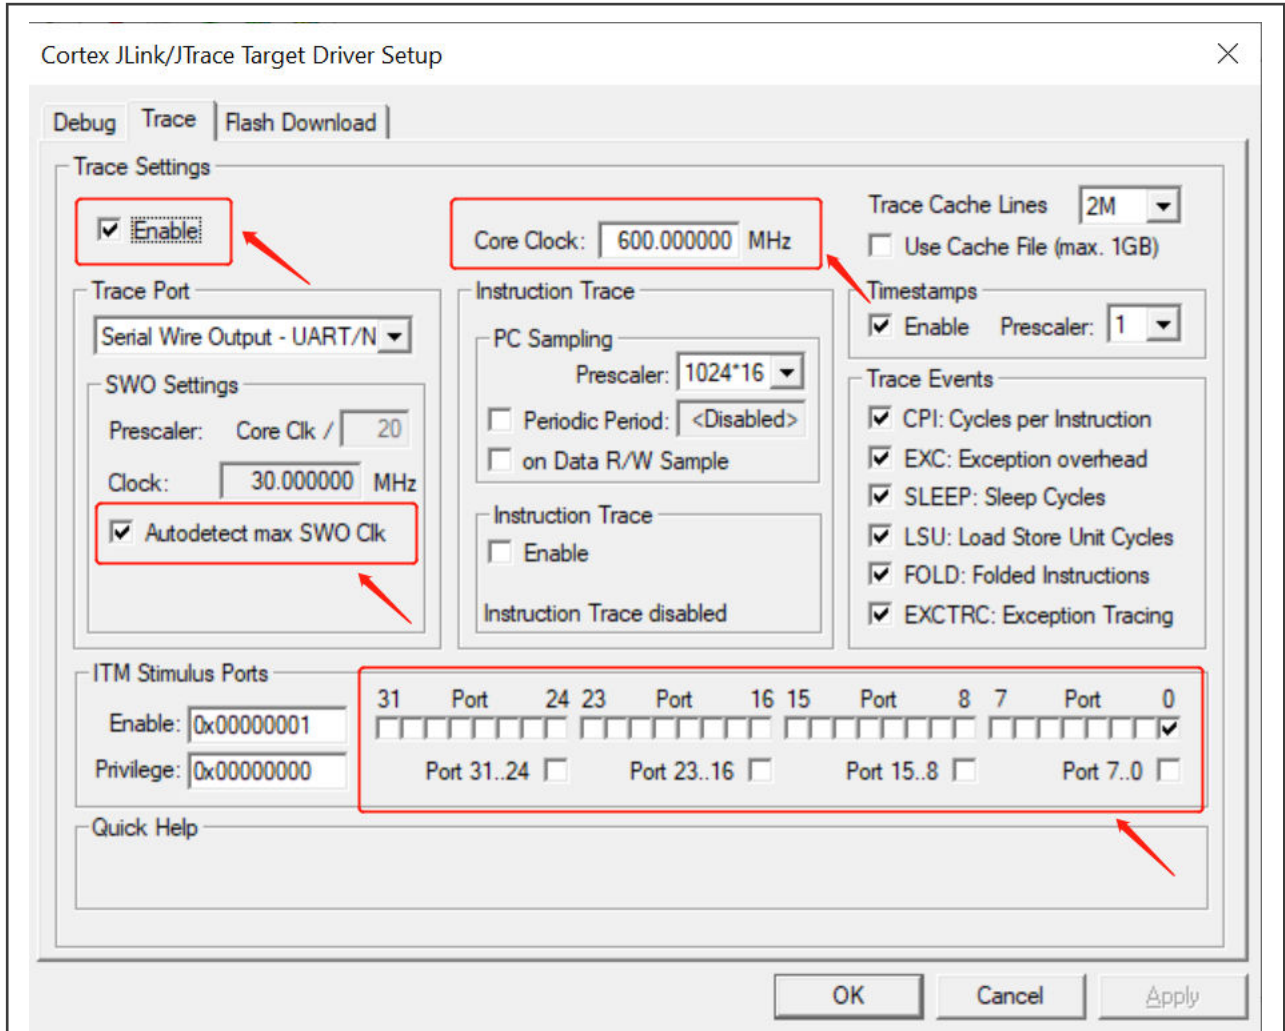 Cortex JLink/JTrace Target Driver Setup
Debug Trace Flash Download
Trace Settings
Enable
Core Clock: 600.000000 MHz
Trace Cache Lines 2M
Use Cache File (max. 1GB)
Trace Port
Serial Wire Output - UART/N
SWO Settings
Prescaler: Core Clk / 20
Clock: 30.000000 MHz
Autodetect max SWO Clk
Instruction Trace
PC Sampling
Prescaler: 1024*16
Periodic Period: <Disabled>
on Data R/W Sample
Instruction Trace
Enable
Instruction Trace disabled
Timestamps
Enable Prescaler: 1
Trace Events
CPI: Cycles per Instruction
EXC: Exception overhead
SLEEP: Sleep Cycles
LSU: Load Store Unit Cycles
FOLD: Folded Instructions
EXCTRC: Exception Tracing
ITM Stimulus Ports
Enable: 0x00000001
Privilege: 0x00000000
31 Port 24 23 Port 16 15 Port 8 7 Port 0
Port 31..24 Port 23..16 Port 15..8 Port 7..0
Quick Help
OK Cancel Apply